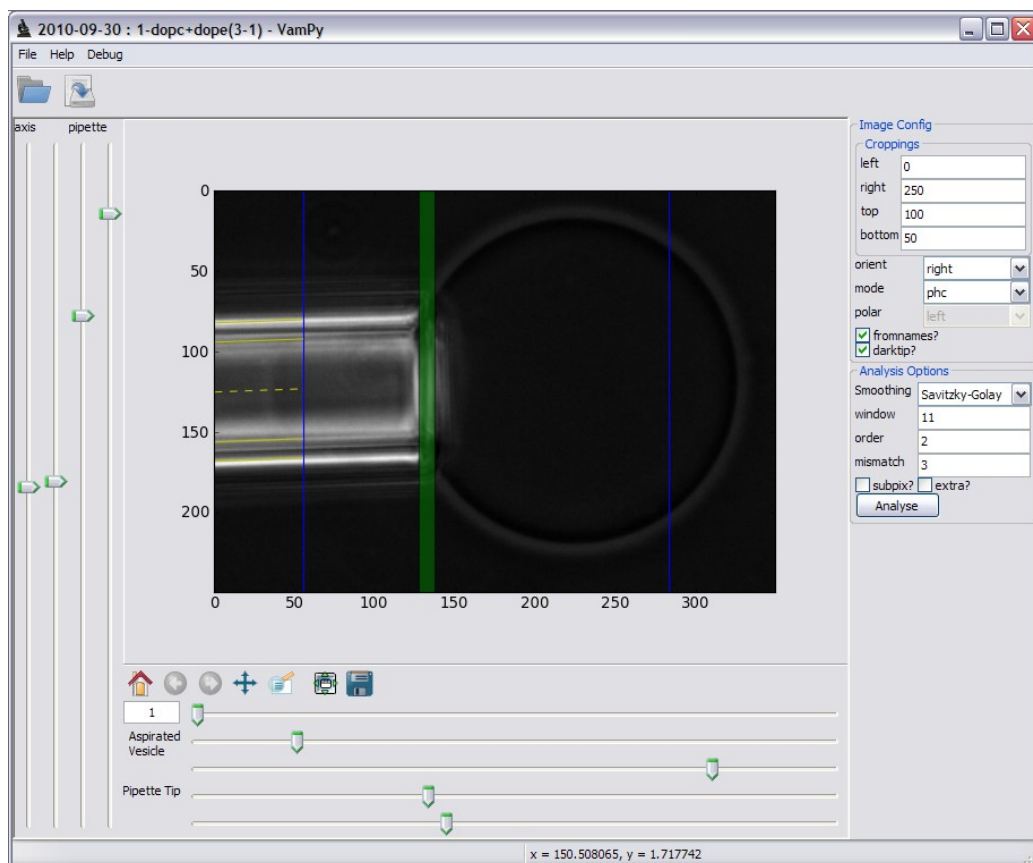 2010-09-30 : 1-dopc+dope(3-1) - VamPy
File Help Debug
axis pipette
0
50
100
150
200
0 50 100 150 200 250 300
1
Aspirated
Vesicle
Pipette Tip
Image Config
Croppings
left 0
right 250
top 100
bottom 50
orient right
mode phc
polar left
fromnames?
darktip?
Analysis Options
Smoothing Savitzky-Golay
window 11
order 2
mismatch 3
subpix? extra?
Analyse
x = 150.508065, y = 1.717742